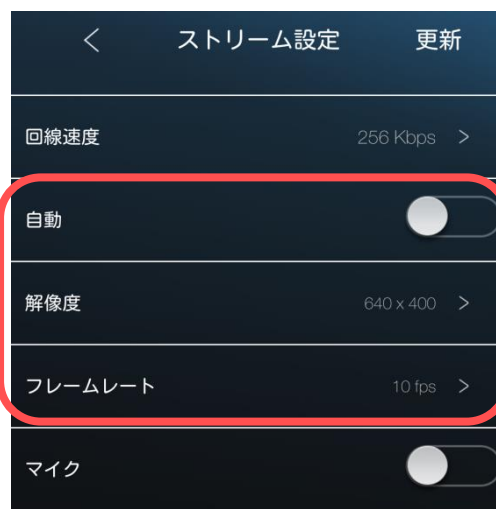 < ストリーム設定 更新
回線速度 256 Kbps >
自動
解像度 640 x 400 >
フレームレート 10 fps >
マイク